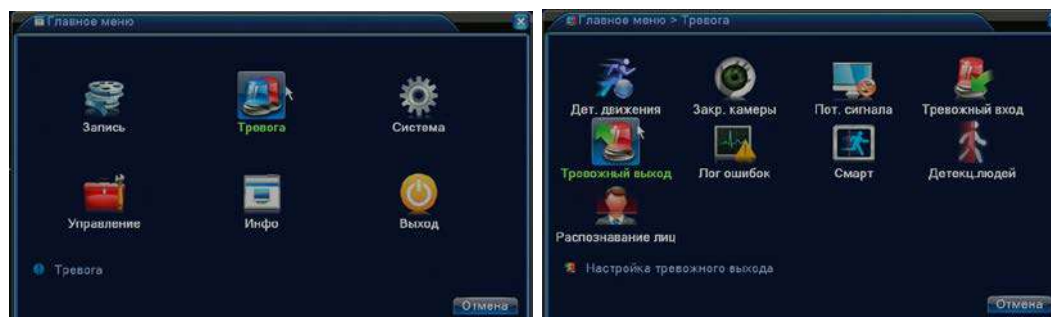 Главное меню
Запись Тревога Система
Управление Инфо Выход
Тревога
Отмена
Главное меню > Тревога
Дет. движения Закр. камеры Пот. сигнала Тревожный вход
Тревожный выход Лог ошибок Смарт Детекц.людей
Распознавание лиц
Настройка тревожного выхода
Отмена